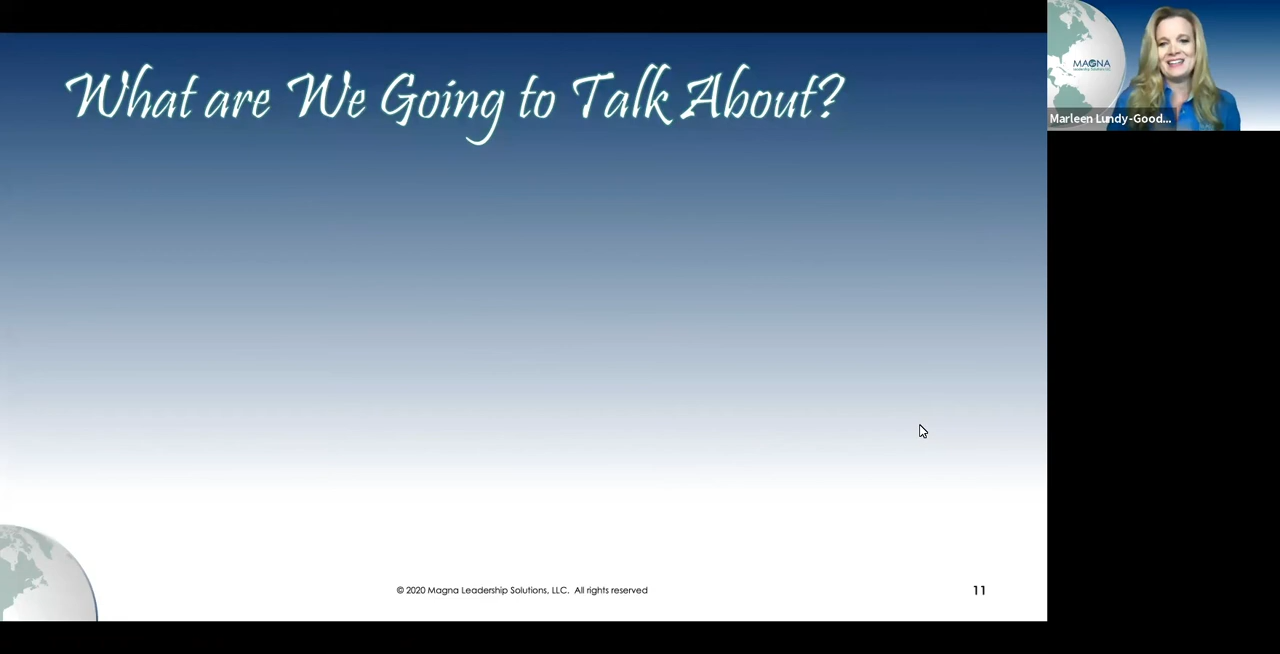 What are We Going to Talk About?
MAGNA
Marleen Lundy-Good...
© 2020 Magna Leadership Solutions, LLC. All rights reserved
11